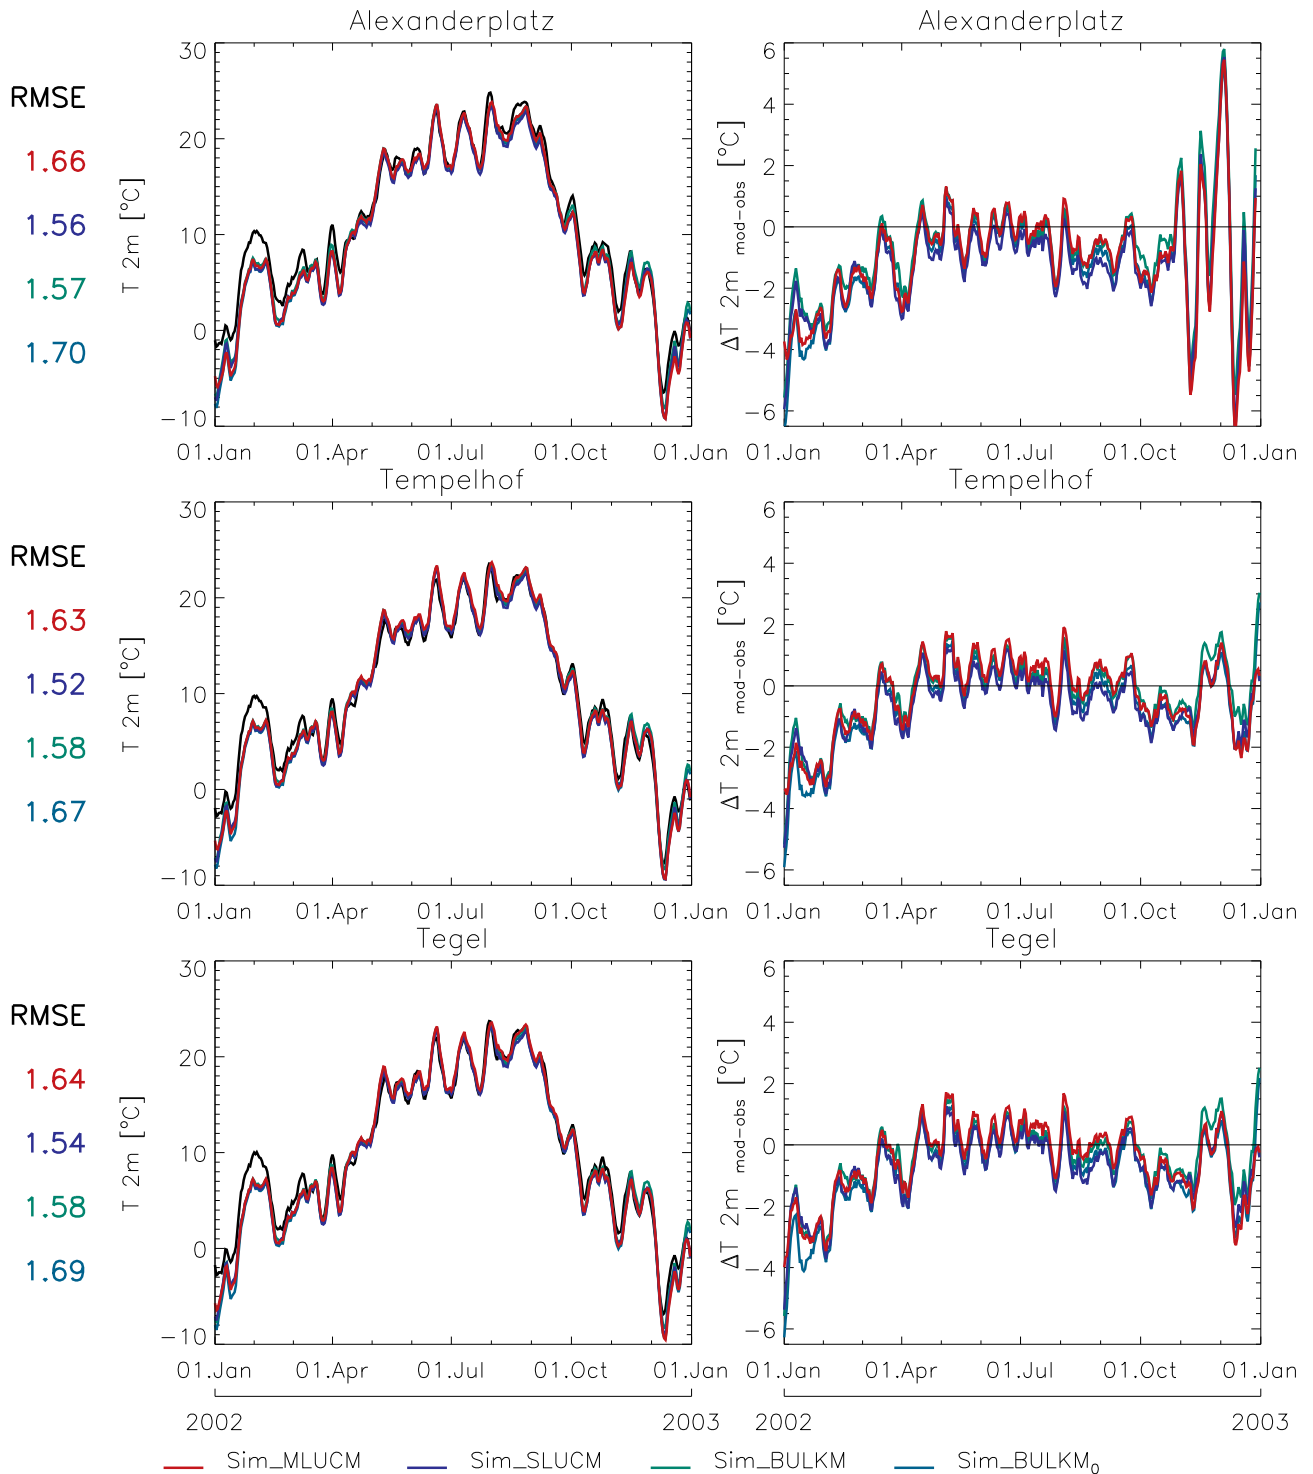 Alexanderplatz Alexanderplatz
RMSE
1.66
1.56
1.57
1.70
T 2m [°C]
30
20
10
0
−10
01.Jan 01.Apr 01.Jul 01.Oct 01.Jan
ΔT 2m mod-obs [°C]
6
4
2
0
−2
−4
−6
01.Jan 01.Apr 01.Jul 01.Oct 01.Jan
Tempelhof Tempelhof
RMSE
1.63
1.52
1.58
1.67
T 2m [°C]
30
20
10
0
−10
01.Jan 01.Apr 01.Jul 01.Oct 01.Jan
ΔT 2m mod-obs [°C]
6
4
2
0
−2
−4
−6
01.Jan 01.Apr 01.Jul 01.Oct 01.Jan
Tegel Tegel
RMSE
1.64
1.54
1.58
1.69
T 2m [°C]
30
20
10
0
−10
01.Jan 01.Apr 01.Jul 01.Oct 01.Jan
ΔT 2m mod-obs [°C]
6
4
2
0
−2
−4
−6
01.Jan 01.Apr 01.Jul 01.Oct 01.Jan
2002 2003 2002 2003
Sim_MLUCM Sim_SLUCM Sim_BULKM Sim_BULKM₀